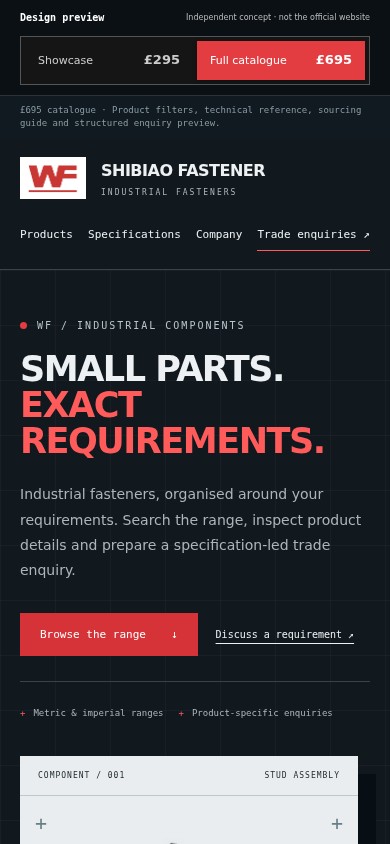 Design preview
Independent concept · not the official website
Showcase £295 Full catalogue £695
£695 catalogue · Product filters, technical reference, sourcing
guide and structured enquiry preview.
WF
SHIBIAO FASTENER
INDUSTRIAL FASTENERS
Products Specifications Company Trade enquiries ↗
WF / INDUSTRIAL COMPONENTS
SMALL PARTS.
EXACT
REQUIREMENTS.
Industrial fasteners, organised around your
requirements. Search the range, inspect product
details and prepare a specification-led trade
enquiry.
Browse the range ↓ Discuss a requirement ↗
+ Metric & imperial ranges + Product-specific enquiries
COMPONENT / 001 STUD ASSEMBLY
+ +